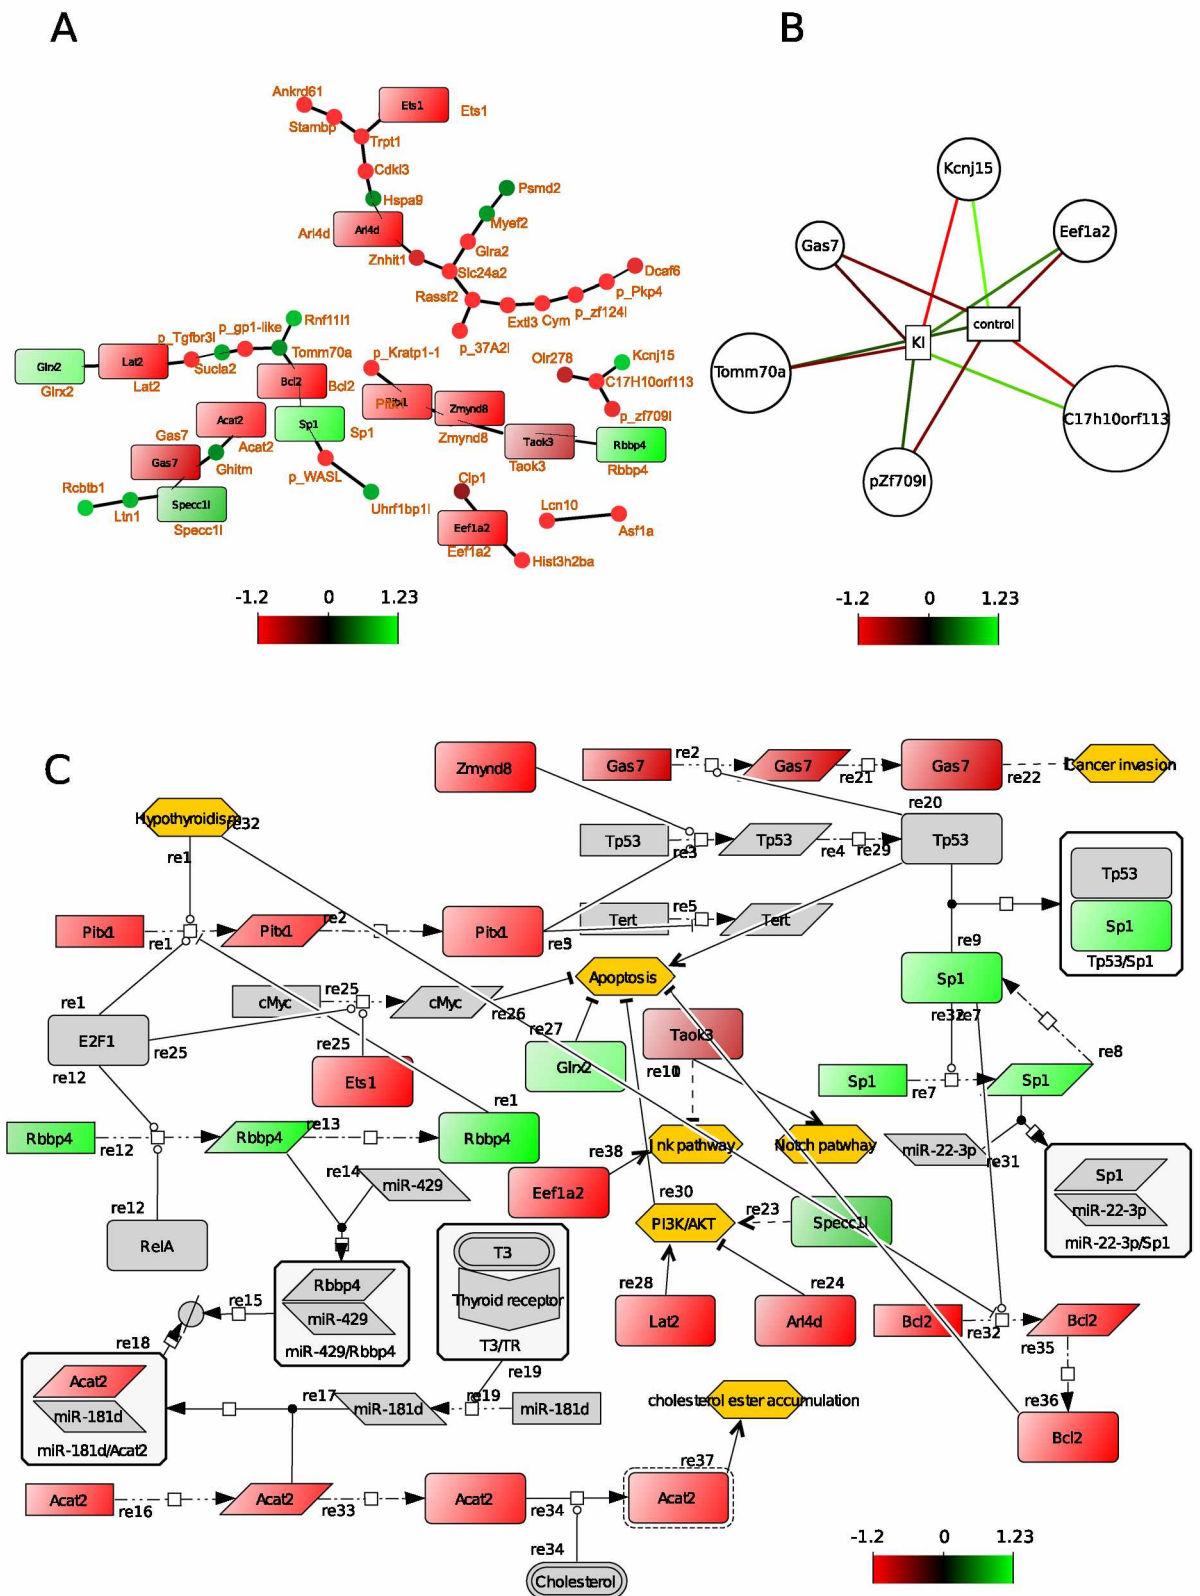 A
B
Ankrd61
Ets1
Ets1
Stambp
Trpt1
Cdkl3
Hspa9
Psmd2
Myef2
Arl4d
Arl4d
Glra2
Znhit1
Slc24a2
Dcaf6
p_Pkp4
Rassf2
Extl3
Cym
p_zf124l
p_37A2l
Rnf11l1
p_gp1-like
p_Tgfbr3l
Tomm70a
Sucla2
Glrx2
Glrx2
Lat2
Lat2
Bcl2
Bcl2
p_Kratp1-1
Pitx1
Zmynd8
Zmynd8
Olr278
Kcnj15
C17H10orf113
p_zf709l
Taok3
Taok3
Rbbp4
Rbbp4
Acat2
Acat2
Sp1
Sp1
Gas7
Gas7
Ghitm
p_WASL
Uhrf1bp1l
Rcbtb1
Ltn1
Specc1l
Specc1l
Clp1
Eef1a2
Eef1a2
Hist3h2ba
Lcn10
Asf1a
-1.2 0 1.23
Kcnj15
Eef1a2
Gas7
control
KI
Tomm70a
C17h10orf113
pZf709l
-1.2 0 1.23
C
Zmynd8
Gas7
re2
Gas7
re21
Gas7
re22
Cancer invasion
Hypothyroidism
re32
re1
re20
Tp53
re3
Tp53
re4
re29
Tp53
Tp53
Sp1
Tp53/Sp1
Pitx1
re1
Pitx1
re2
Pitx1
re3
Tert
re5
Tert
re9
Apoptosis
Sp1
re1
cMyc
re25
cMyc
re26
E2F1
re25
re25
re27
Taok3
re32
re7
re12
Ets1
Glrx2
re10
re8
Sp1
re7
Sp1
re1
Rbbp4
re12
Rbbp4
re13
Rbbp4
Jnk pathway
Notch patwhay
miR-22-3p
re31
re38
re14
miR-429
Eef1a2
re30
Sp1
miR-22-3p
miR-22-3p/Sp1
re12
RelA
PI3K/AKT
re23
Specc1l
T3
Thyroid receptor
T3/TR
Rbbp4
miR-429
miR-429/Rbbp4
re15
re28
Lat2
re24
Arl4d
Bcl2
re32
Bcl2
re35
re18
Acat2
miR-181d
miR-181d/Acat2
re17
miR-181d
re19
re19
miR-181d
cholesterol ester accumulation
re36
Bcl2
re37
Acat2
re16
Acat2
re33
Acat2
re34
Acat2
re34
Cholesterol
-1.2 0 1.23